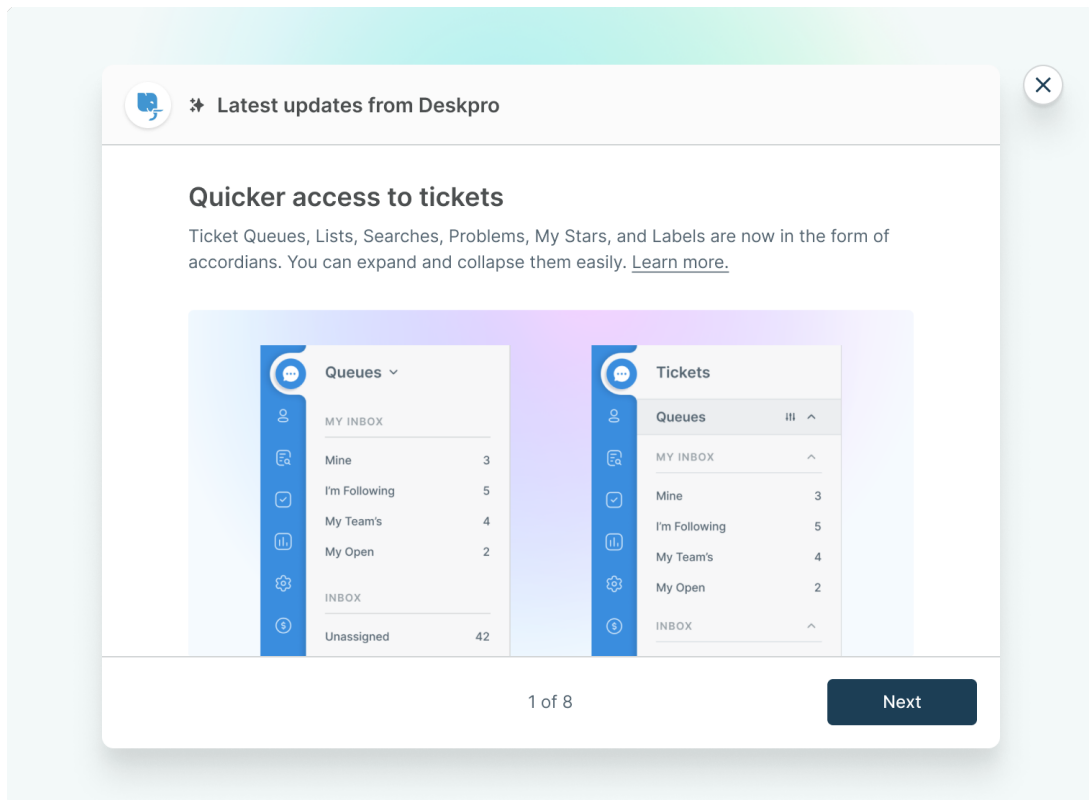 Latest updates from Deskpro
Quicker access to tickets
Ticket Queues, Lists, Searches, Problems, My Stars, and Labels are now in the form of
accordians. You can expand and collapse them easily. Learn more.
Queues
MY INBOX
Mine 3
I'm Following 5
My Team's 4
My Open 2
INBOX
Unassigned 42
Tickets
Queues
MY INBOX
Mine 3
I'm Following 5
My Team's 4
My Open 2
INBOX
1 of 8
Next